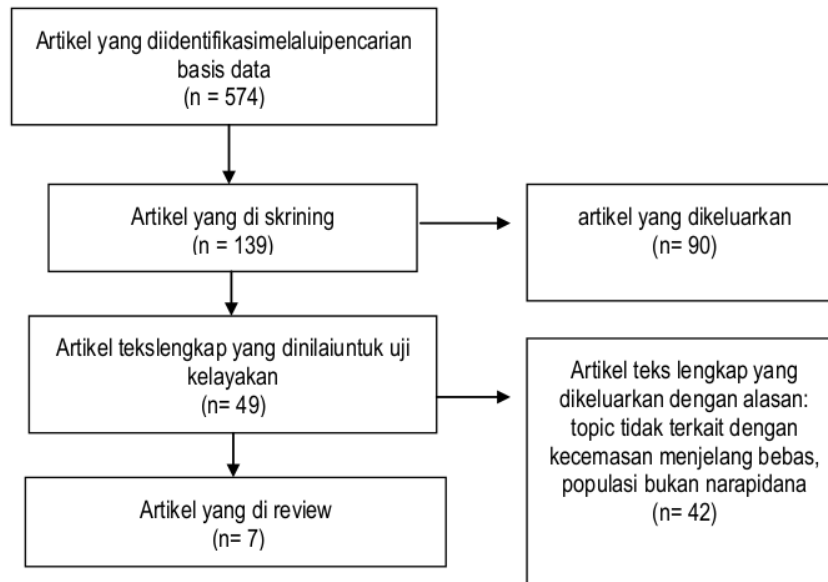 Artikel yang diidentifikasimelaluipencarian
basis data
(n = 574)
Artikel yang di skrining
(n = 139)
artikel yang dikeluarkan
(n= 90)
Artikel tekslengkap yang dinilaiuntuk uji
kelayakan
(n= 49)
Artikel teks lengkap yang
dikeluarkan dengan alasan:
topic tidak terkait dengan
kecemasan menjelang bebas,
populasi bukan narapidana
(n= 42)
Artikel yang di review
(n= 7)